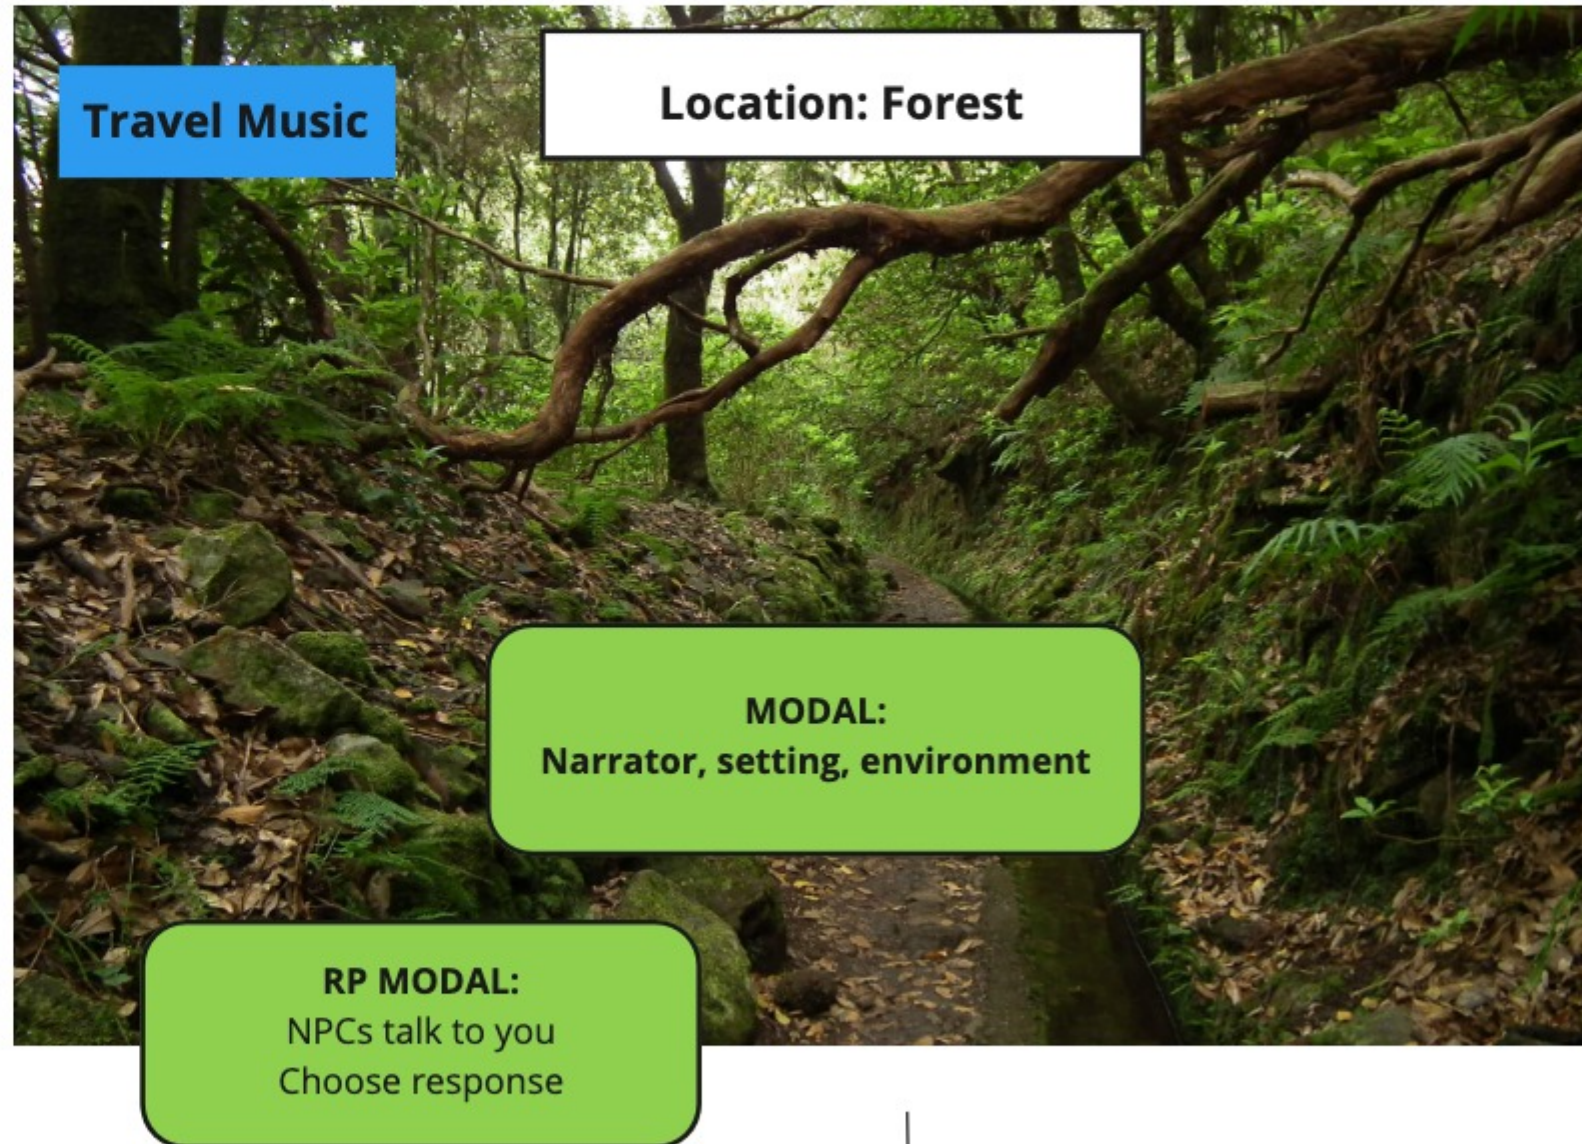 Travel Music
Location: Forest
MODAL:
Narrator, setting, environment
RP MODAL:
NPCs talk to you
Choose response